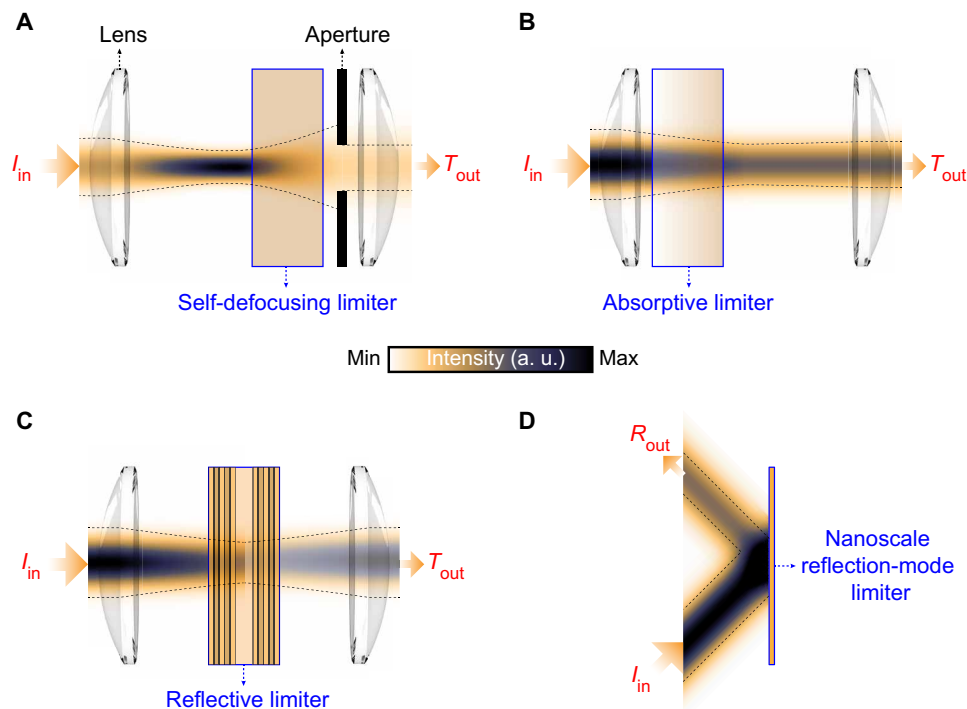 A
Lens
Aperture
I_in
T_out
Self-defocusing limiter
B
I_in
T_out
Absorptive limiter
Min
Intensity (a. u.)
Max
C
I_in
T_out
Reflective limiter
D
R_out
I_in
Nanoscale
reflection-mode
limiter